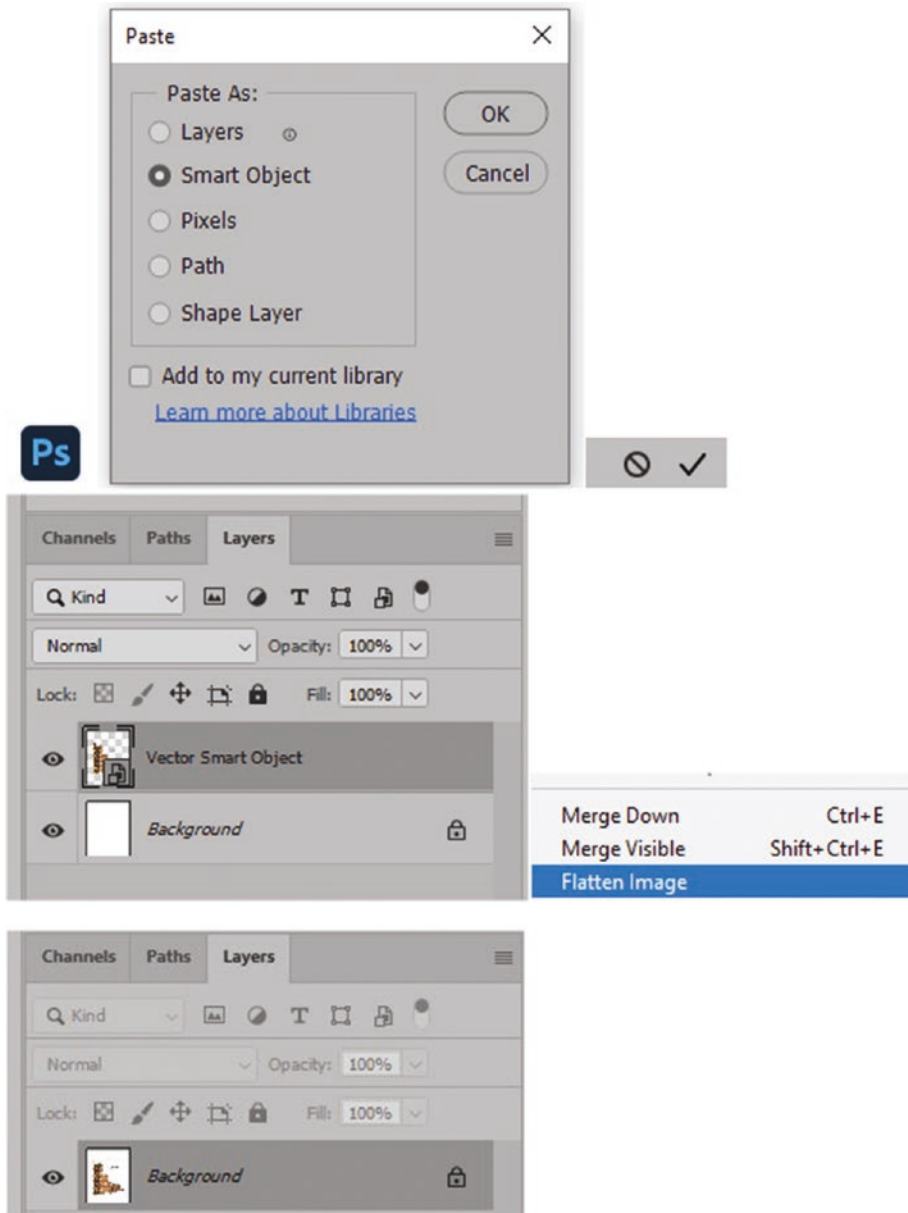 Paste
Paste As:
Layers
Smart Object
OK
Cancel
Pixels
Path
Shape Layer
Add to my current library
Learn more about Libraries
Ps
Channels Paths Layers
Kind
Normal Opacity: 100%
Lock: Fill: 100%
Vector Smart Object
Background
Merge Down Ctrl+E
Merge Visible Shift+Ctrl+E
Flatten Image
Channels Paths Layers
Kind
Normal Opacity: 100%
Lock: Fill: 100%
Background